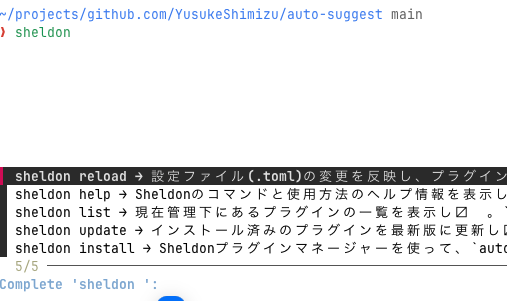 ~/projects/github.com/YusukeShimizu/auto-suggest main
❯ sheldon
sheldon reload → 設定ファイル(.toml)の変更を反映し、プラグイン
sheldon help → Sheldonのコマンドと使用方法のヘルプ情報を表示し
sheldon list → 現在管理下にあるプラグインの一覧を表示し 。`
sheldon update → インストール済みのプラグインを最新版に更新し
sheldon install → Sheldonプラグインマネージャーを使って、`auto
5/5
Complete 'sheldon ':